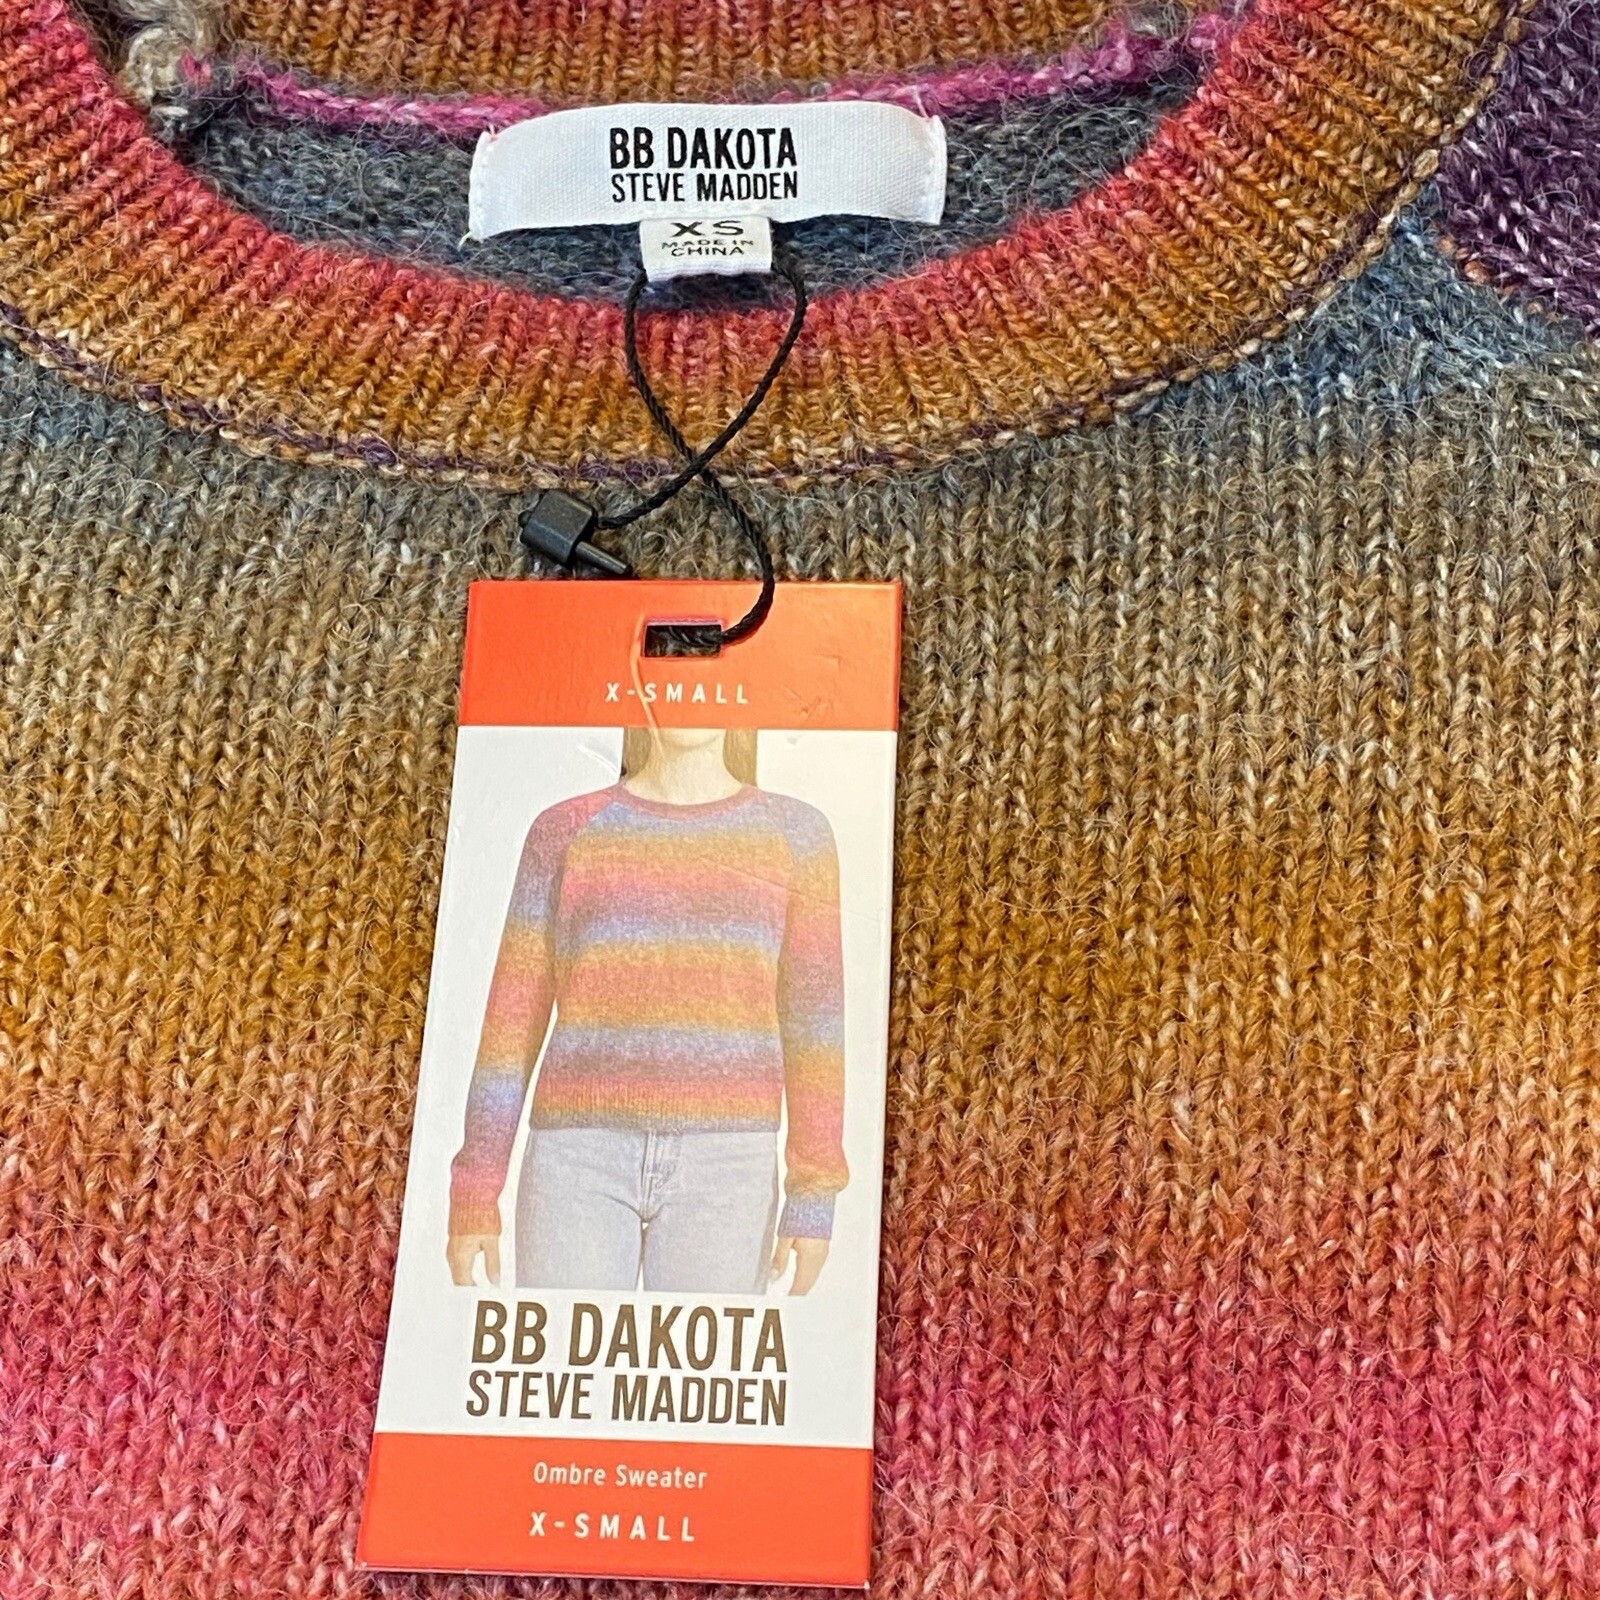 BB DAKOTA
STEVE MADDEN
XS
MADE IN
CHINA
X-SMALL
BB DAKOTA
STEVE MADDEN
Ombre Sweater
X-SMALL